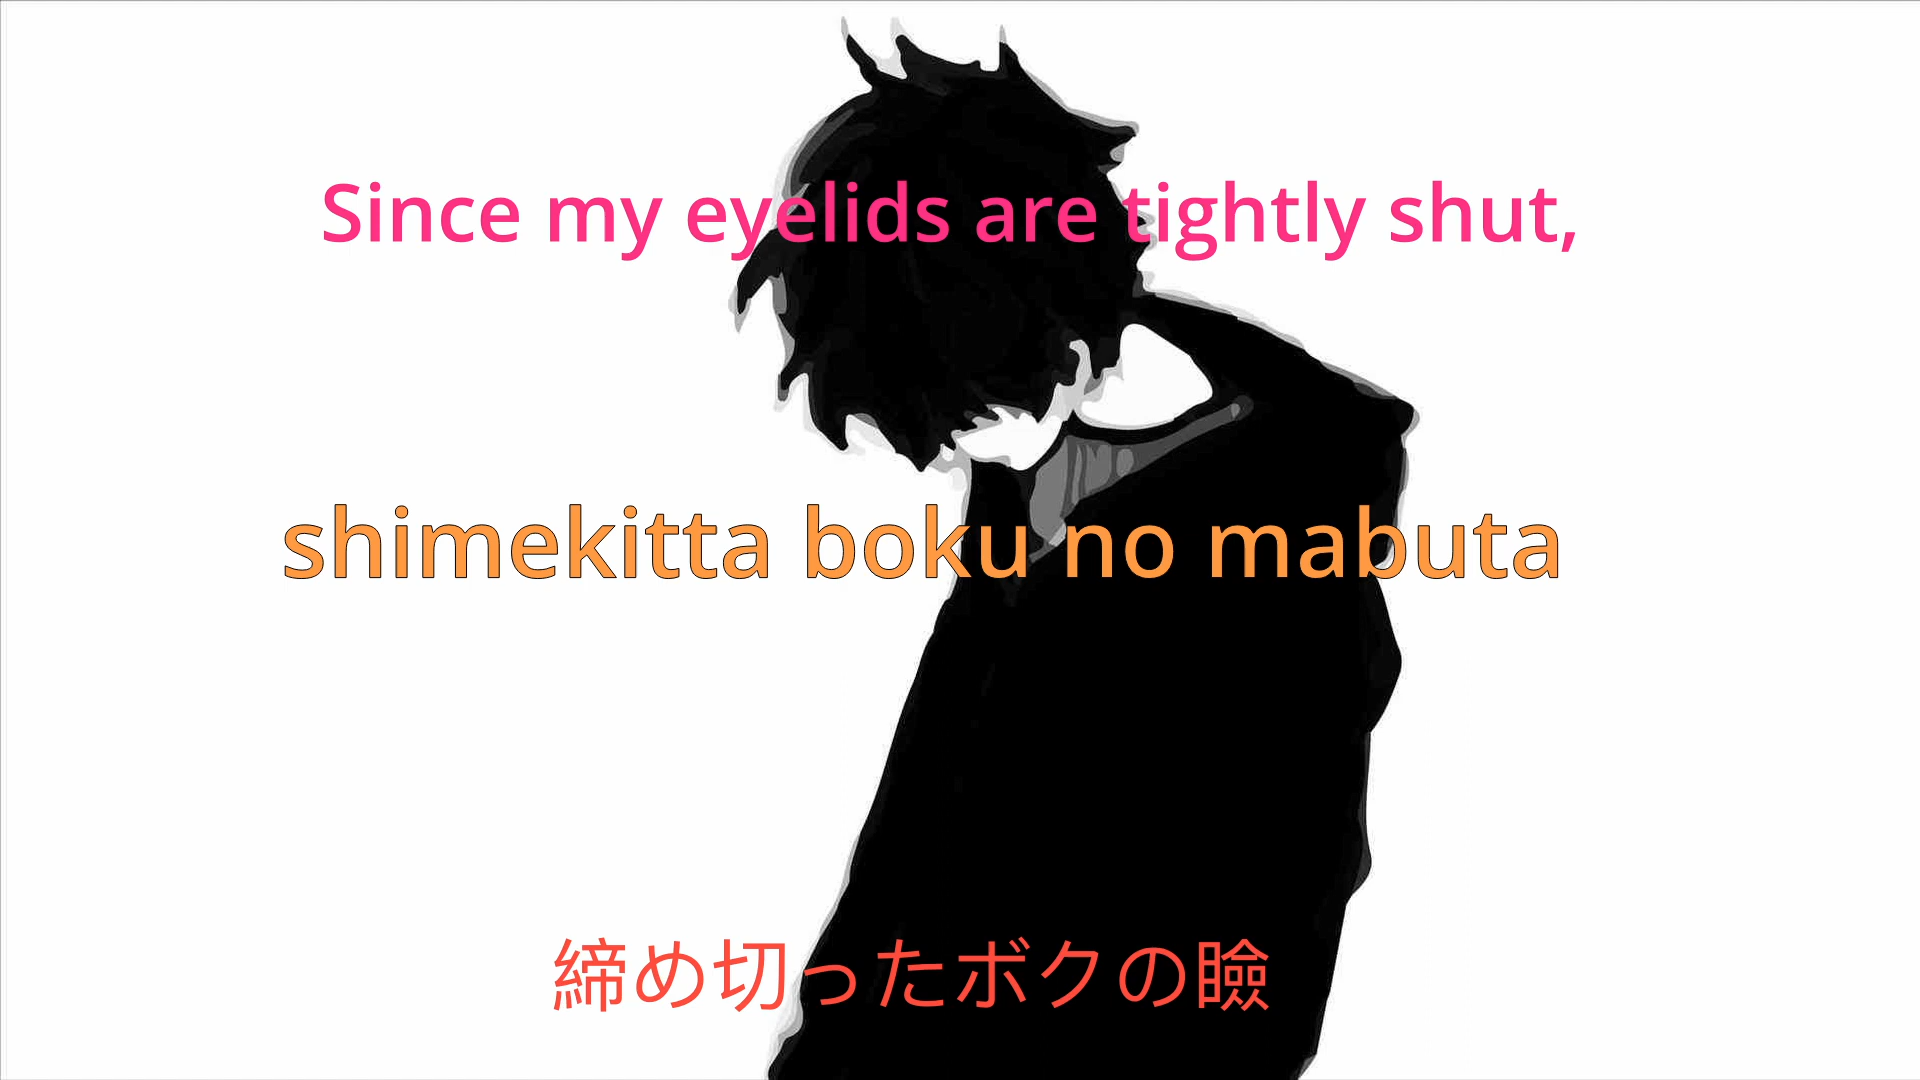 Since my eyelids are tightly shut,
shimekitta boku no mabuta
締め切ったボクの瞼